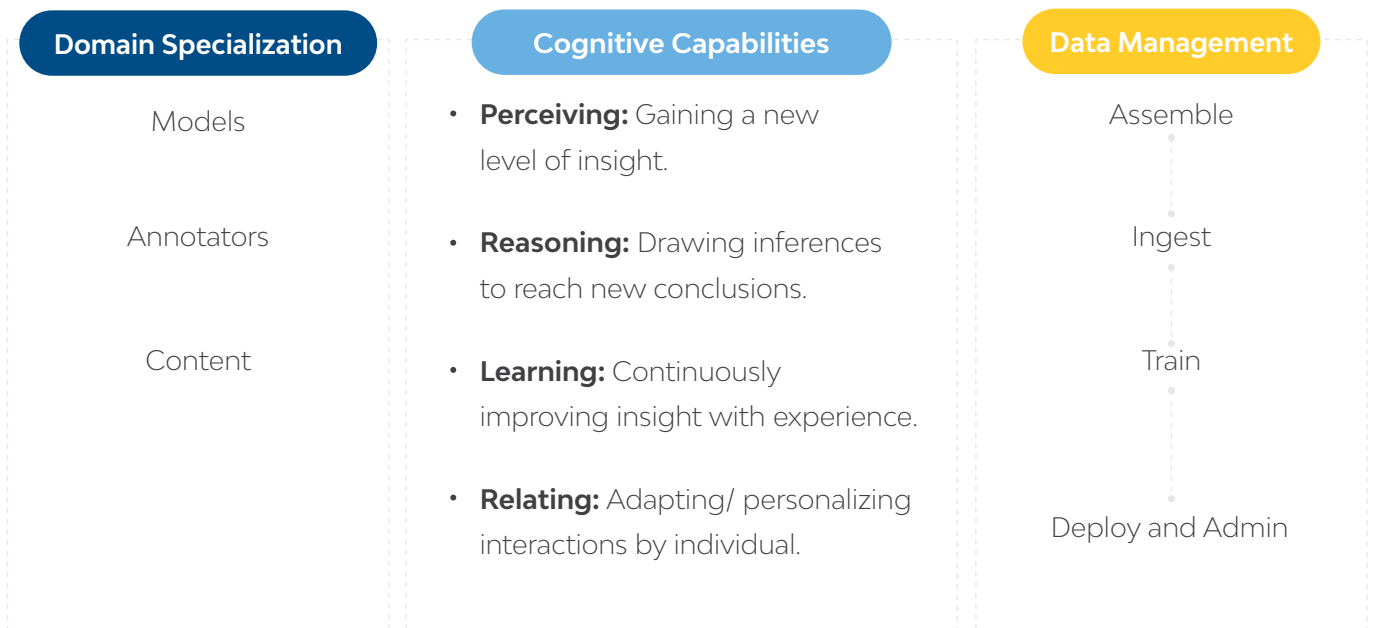 Domain Specialization
Models
Annotators
Content
Cognitive Capabilities
• Perceiving: Gaining a new
level of insight.
• Reasoning: Drawing inferences
to reach new conclusions.
• Learning: Continuously
improving insight with experience.
• Relating: Adapting/ personalizing
interactions by individual.
Data Management
Assemble
Ingest
Train
Deploy and Admin